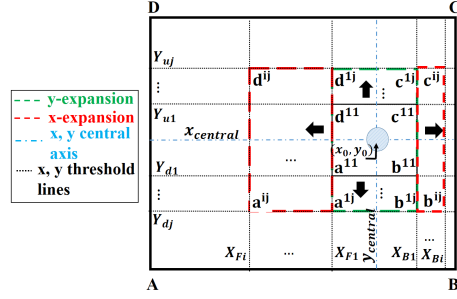 D C
Y_uj
d^ij d^1j c^1j c^ij
⋮ ⋮
Y_u1
d^11 c^11
x_central
(x_0, y_0)
...
Y_d1 a^11 b^11
⋮ ⋮
a^ij a^1j b^1j b^ij
Y_dj
y_central
...
X_Fi ... X_F1 X_B1 X_Bi
A B
y-expansion
x-expansion
x, y central
axis
x, y threshold
lines